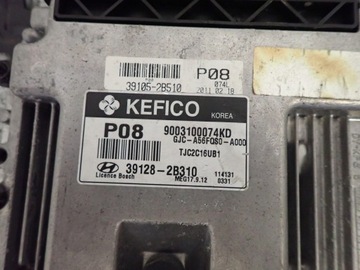 39105-2B510
P08
074L
2011.02.18
KEFICO
KOREA
P08
9003100074KD
GJC-A56FQS0-A000
TJC2C16UB1
39128-2B310
Licence Bosch
MEG17.9.12
114131
0331